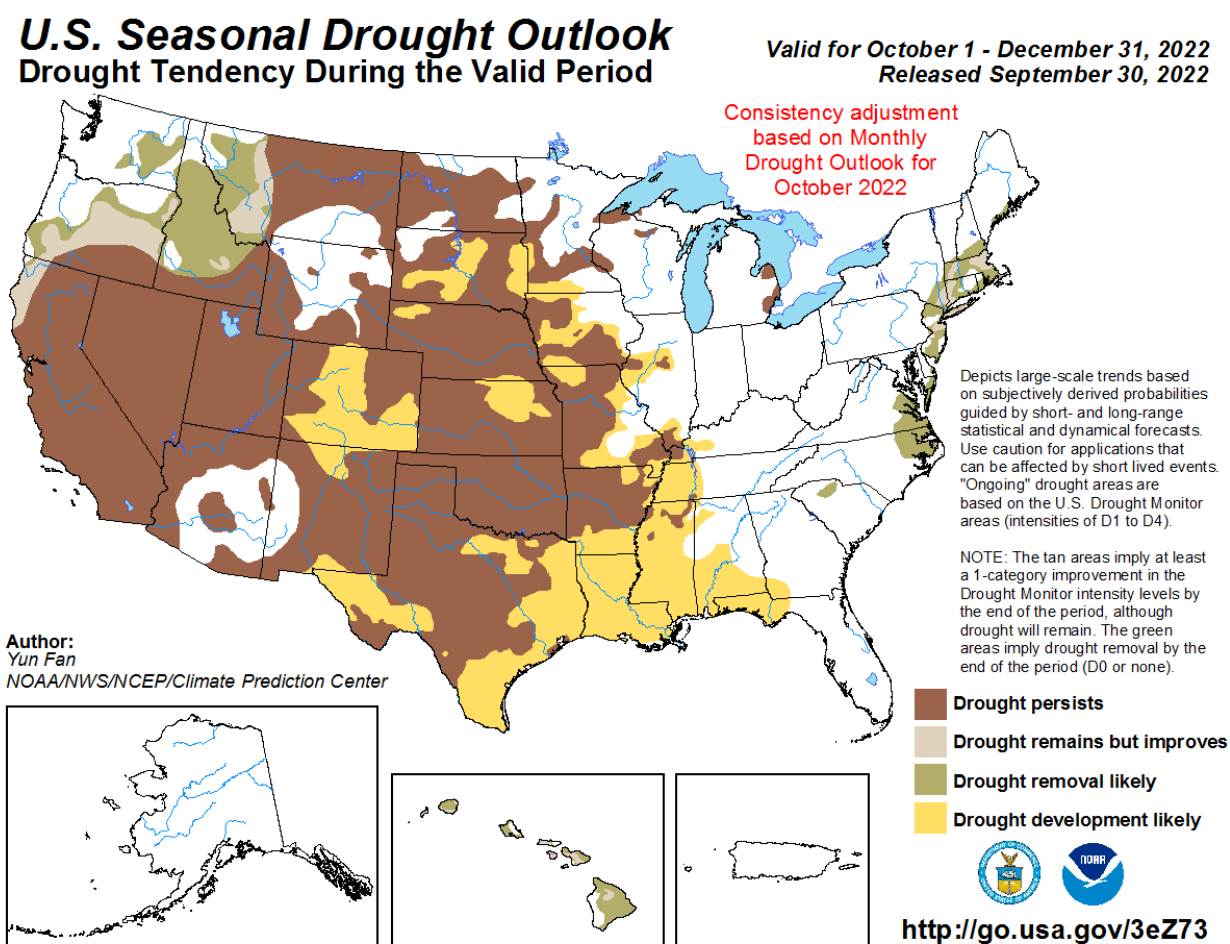 U.S. Seasonal Drought Outlook
Drought Tendency During the Valid Period
Valid for October 1 - December 31, 2022
Released September 30, 2022
Consistency adjustment
based on Monthly
Drought Outlook for
October 2022
Depicts large-scale trends based
on subjectively derived probabilities
guided by short- and long-range
statistical and dynamical forecasts.
Use caution for applications that
can be affected by short lived events.
"Ongoing" drought areas are
based on the U.S. Drought Monitor
areas (intensities of D1 to D4).
NOTE: The tan areas imply at least
a 1-category improvement in the
Drought Monitor intensity levels by
the end of the period, although
drought will remain. The green
areas imply drought removal by the
end of the period (D0 or none).
Author:
Yun Fan
NOAA/NWS/NCEP/Climate Prediction Center
Drought persists
Drought remains but improves
Drought removal likely
Drought development likely
NOAA
http://go.usa.gov/3eZ73